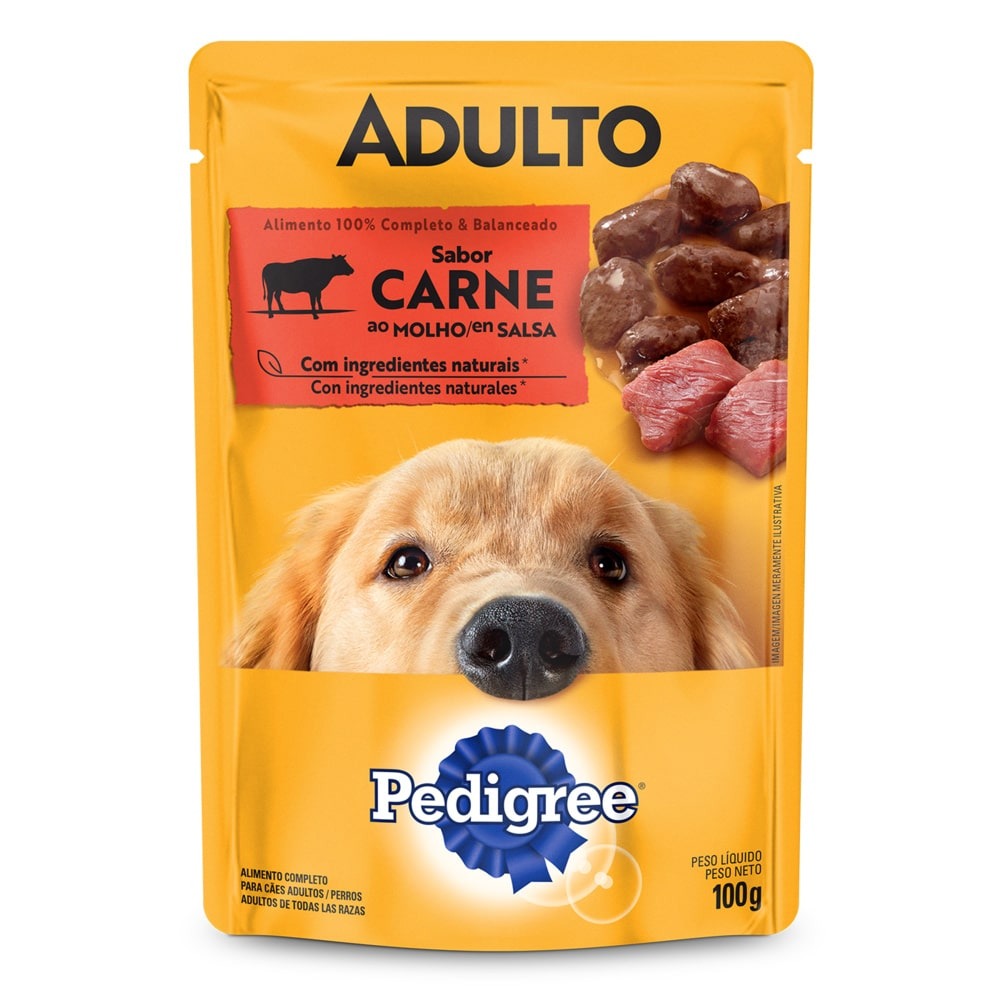 ADULTO
Alimento 100% Completo & Balanceado
Sabor
CARNE
ao MOLHO/en SALSA
Com ingredientes naturais*
Con ingredientes naturales*
IMAGEM/IMAGEN MERAMENTE ILUSTRATIVA
Pedigree®
ALIMENTO COMPLETO
PARA CÃES ADULTOS / PERROS
ADULTOS DE TODAS LAS RAZAS
PESO LÍQUIDO
PESO NETO
100g